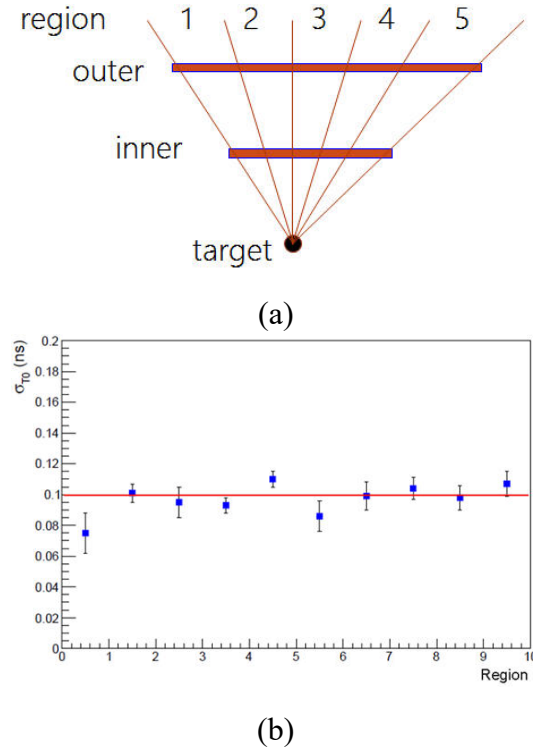 region 1 2 3 4 5
outer
inner
target
(a)
σT0 (ns)
0.2
0.18
0.16
0.14
0.12
0.1
0.08
0.06
0.04
0.02
0
0 1 2 3 4 5 6 7 8 9 10
Region
(b)